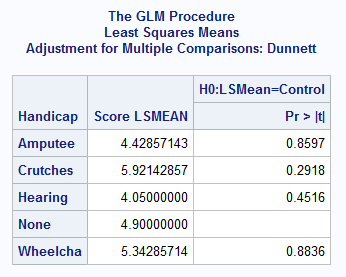 The GLM Procedure
Least Squares Means
Adjustment for Multiple Comparisons: Dunnett
H0:LSMean=Control
Handicap Score LSMEAN Pr > |t|
Amputee 4.42857143 0.8597
Crutches 5.92142857 0.2918
Hearing 4.05000000 0.4516
None 4.90000000
Wheelcha 5.34285714 0.8836